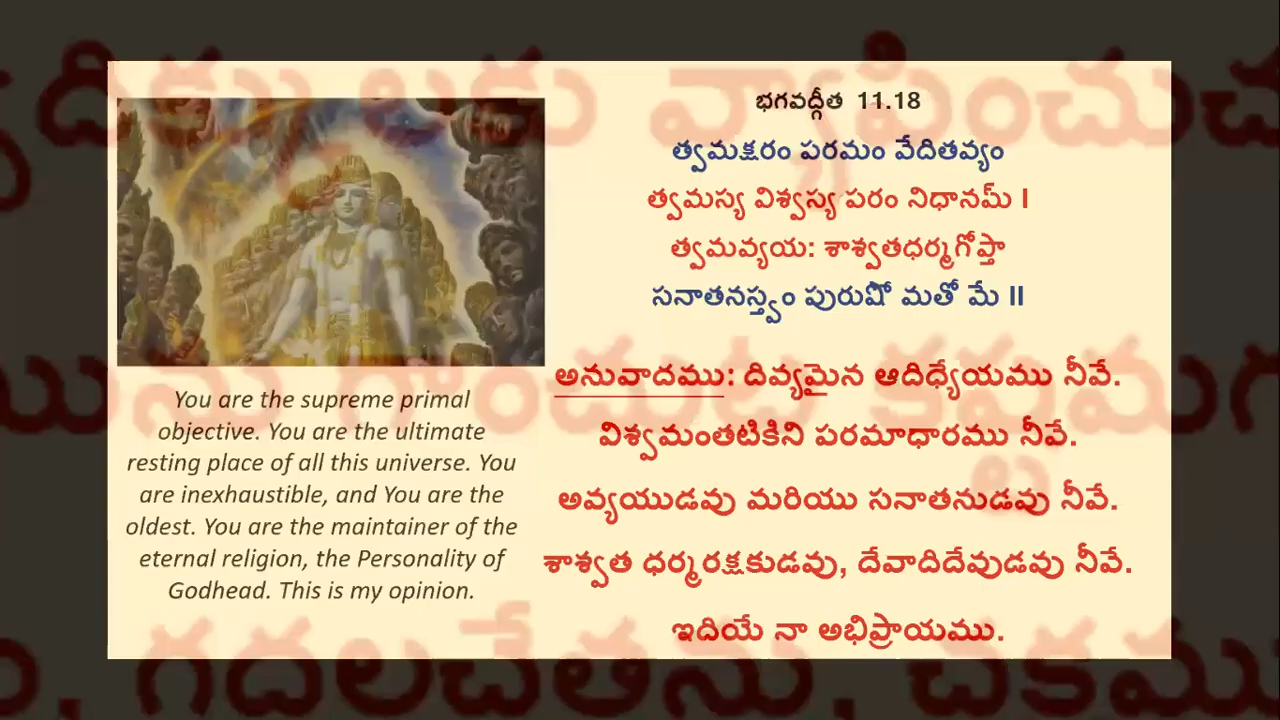 భగవద్గీత 11.18
త్వమక్షరం పరమం వేదితవ్యం
త్వమస్య విశ్వస్య పరం నిధానమ్ I
త్వమవ్యయ: శాశ్వతధర్మగోప్తా
సనాతనస్త్వం పురుషో మతో మే II
అనువాదము: దివ్యమైన ఆదిధ్యేయము నీవే.
విశ్వమంతటికిని పరమాధారము నీవే.
అవ్యయుడవు మరియు సనాతనుడవు నీవే.
శాశ్వత ధర్మరక్షకుడవు, దేవాదిదేవుడవు నీవే.
ఇదియే నా అభిప్రాయము.
You are the supreme primal
objective. You are the ultimate
resting place of all this universe. You
are inexhaustible, and You are the
oldest. You are the maintainer of the
eternal religion, the Personality of
Godhead. This is my opinion.